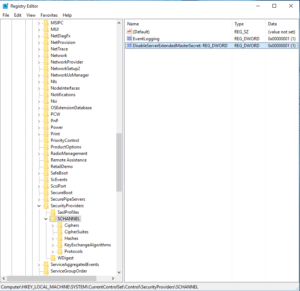 Registry Editor
File Edit View Favorites Help
MSIPC
MUI
NetDiagFx
NetProvision
NetTrace
Network
NetworkProvider
NetworkSetup2
NetworkUxManager
Nls
NodeInterfaces
Notifications
Nsi
OSExtensionDatabase
PCW
PnP
Power
Print
PriorityControl
ProductOptions
RadioManagement
Remote Assistance
RetailDemo
SafeBoot
ScEvents
ScsiPort
SecureBoot
SecurePipeServers
SecurityProviders
SaslProfiles
SCHANNEL
Ciphers
CipherSuites
Hashes
KeyExchangeAlgorithms
Protocols
WDigest
ServiceAggregatedEvents
ServiceGroupOrder
Name Type Data
(Default) REG_SZ (value not set)
EventLogging REG_DWORD 0x00000001 (1)
DisableServerExtendedMasterSecret REG_DWORD 0x00000001 (1)
Computer\HKEY_LOCAL_MACHINE\SYSTEM\CurrentControlSet\Control\SecurityProviders\SCHANNEL